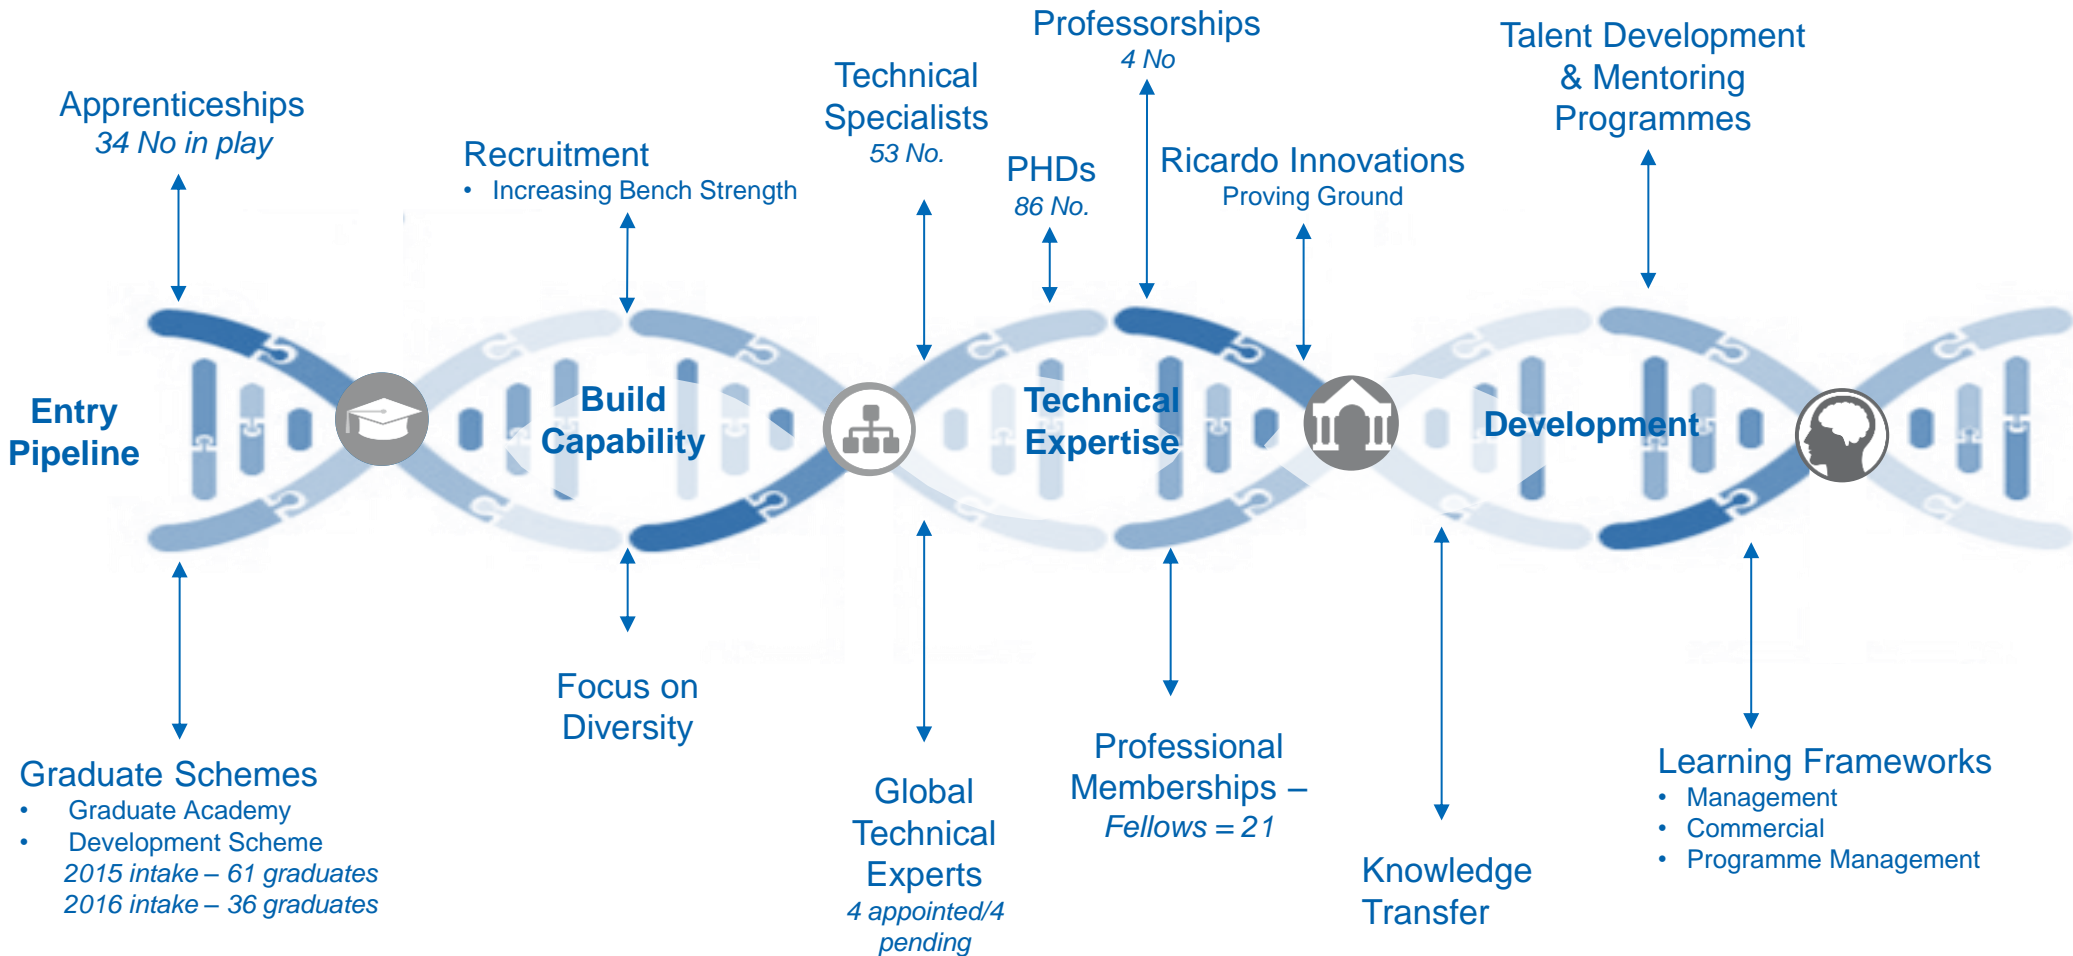 Apprenticeships
34 No in play
Recruitment
• Increasing Bench Strength
Technical
Specialists
53 No.
PHDs
86 No.
Professorships
4 No
Ricardo Innovations
Proving Ground
Talent Development
& Mentoring
Programmes
Entry
Pipeline
Build
Capability
Technical
Expertise
Development
Graduate Schemes
• Graduate Academy
• Development Scheme
2015 intake – 61 graduates
2016 intake – 36 graduates
Focus on
Diversity
Global
Technical
Experts
4 appointed/4
pending
Professional
Memberships –
Fellows = 21
Knowledge
Transfer
Learning Frameworks
• Management
• Commercial
• Programme Management